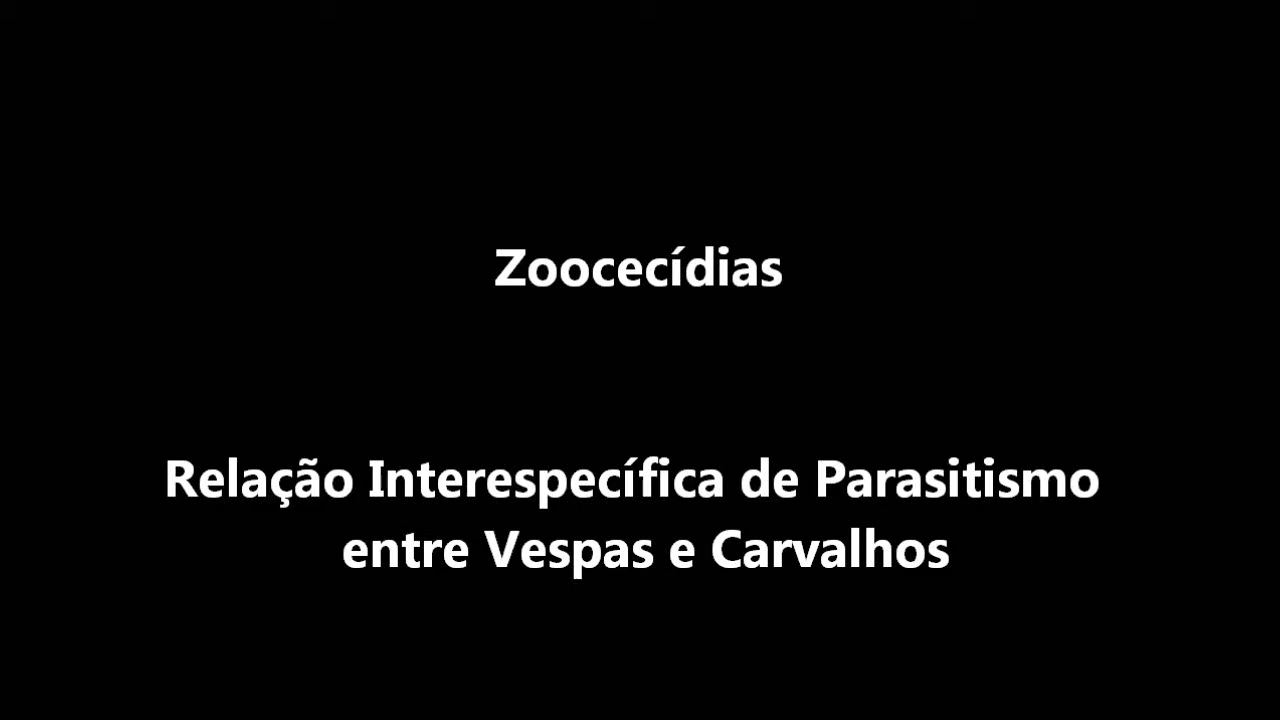 Zoocecídias
Relação Interespecífica de Parasitismo
entre Vespas e Carvalhos